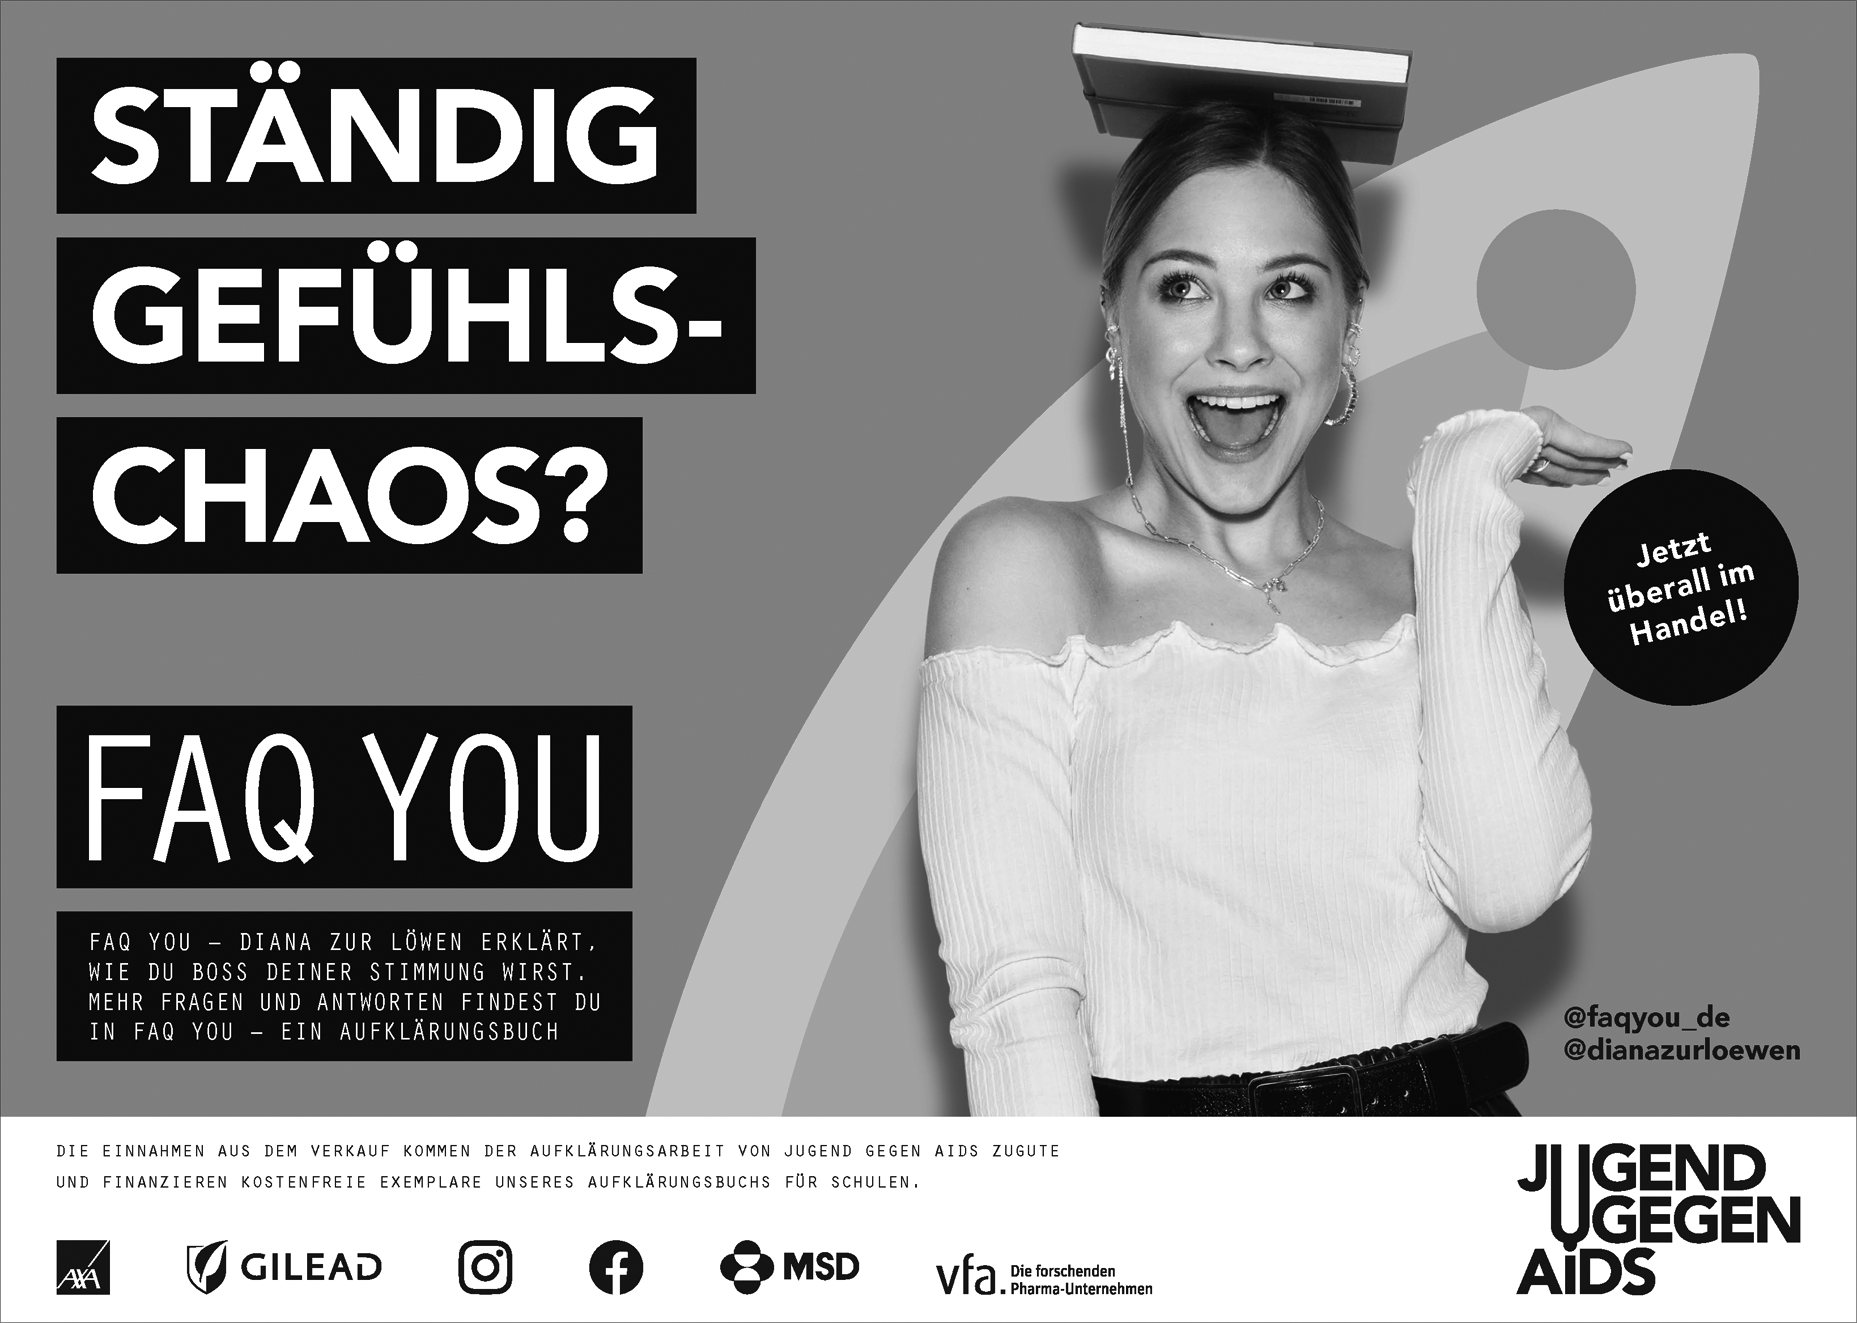 STÄNDIG
GEFÜHLS-
CHAOS?
Jetzt
überall im
Handel!
FAQ YOU
FAQ YOU – DIANA ZUR LÖWEN ERKLÄRT,
WIE DU BOSS DEINER STIMMUNG WIRST.
MEHR FRAGEN UND ANTWORTEN FINDEST DU
IN FAQ YOU – EIN AUFKLÄRUNGSBUCH
@faqyou_de
@dianazurloewen
DIE EINNAHMEN AUS DEM VERKAUF KOMMEN DER AUFKLÄRUNGSARBEIT VON JUGEND GEGEN AIDS ZUGUTE
UND FINANZIEREN KOSTENFREIE EXEMPLARE UNSERES AUFKLÄRUNGSBUCHS FÜR SCHULEN.
AXA
GILEAD
MSD
vfa.
Die forschenden
Pharma-Unternehmen
JUGEND
GEGEN
AiDS